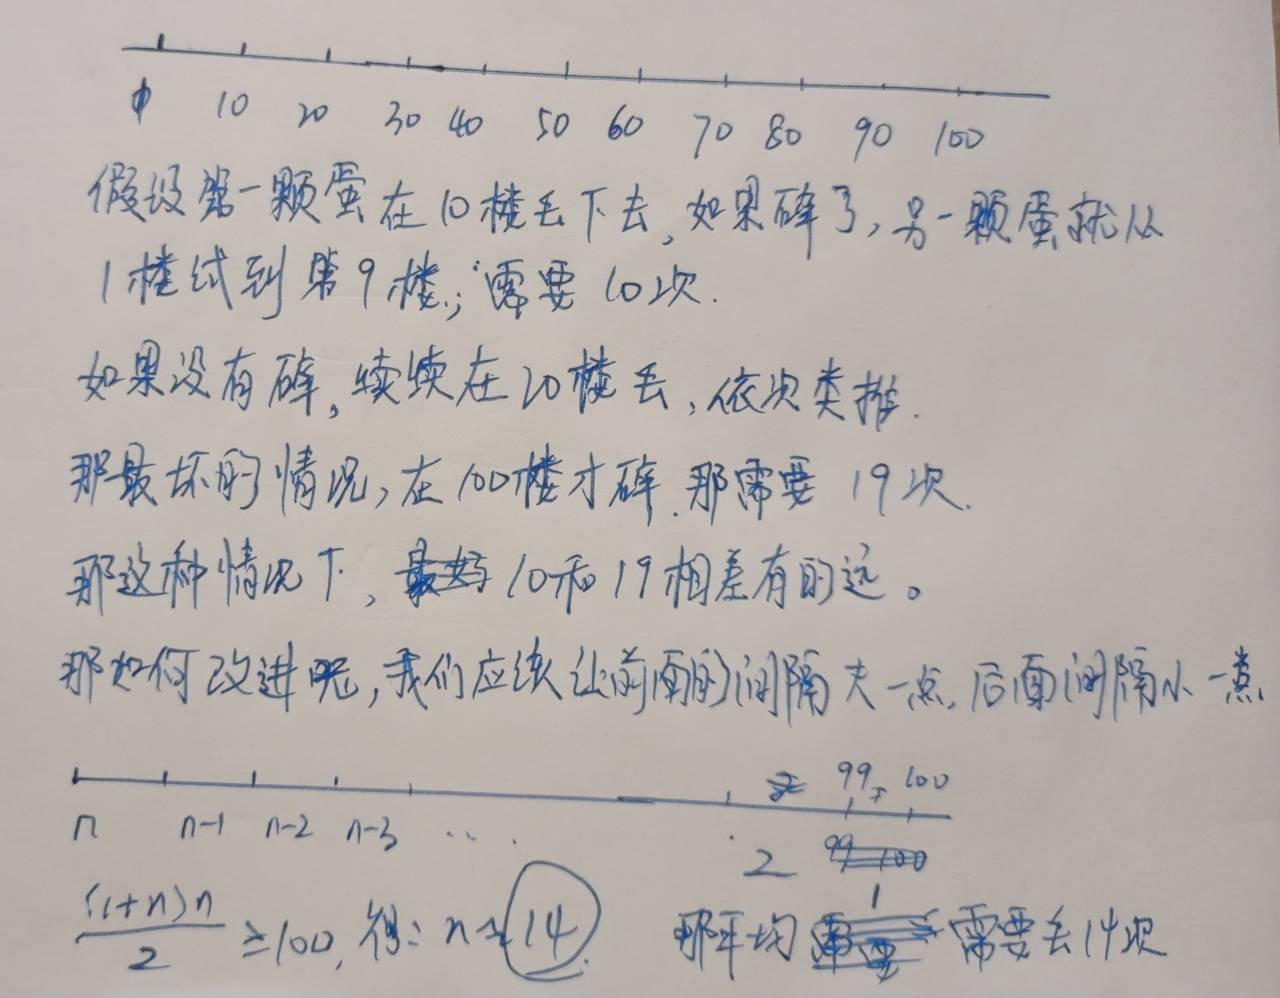 0 10 20 30 40 50 60 70 80 90 100
假设第一颗蛋在10楼丢下去,如果碎了,另一颗蛋就从
1楼试到第9楼,需要10次.
如果没有碎,续续在20楼丢,依次类推.
那最坏的情况,在100楼才碎.那需要19次.
那这种情况下,10和19相差有的远。
那如何改进呢,我们应该让前面的间隔大一点,后面间隔小一点
99 100
n n-1 n-2 n-3 ... 2 1
(1+n)n/2 ≥100,得:n≈14 那平均需要丢14次